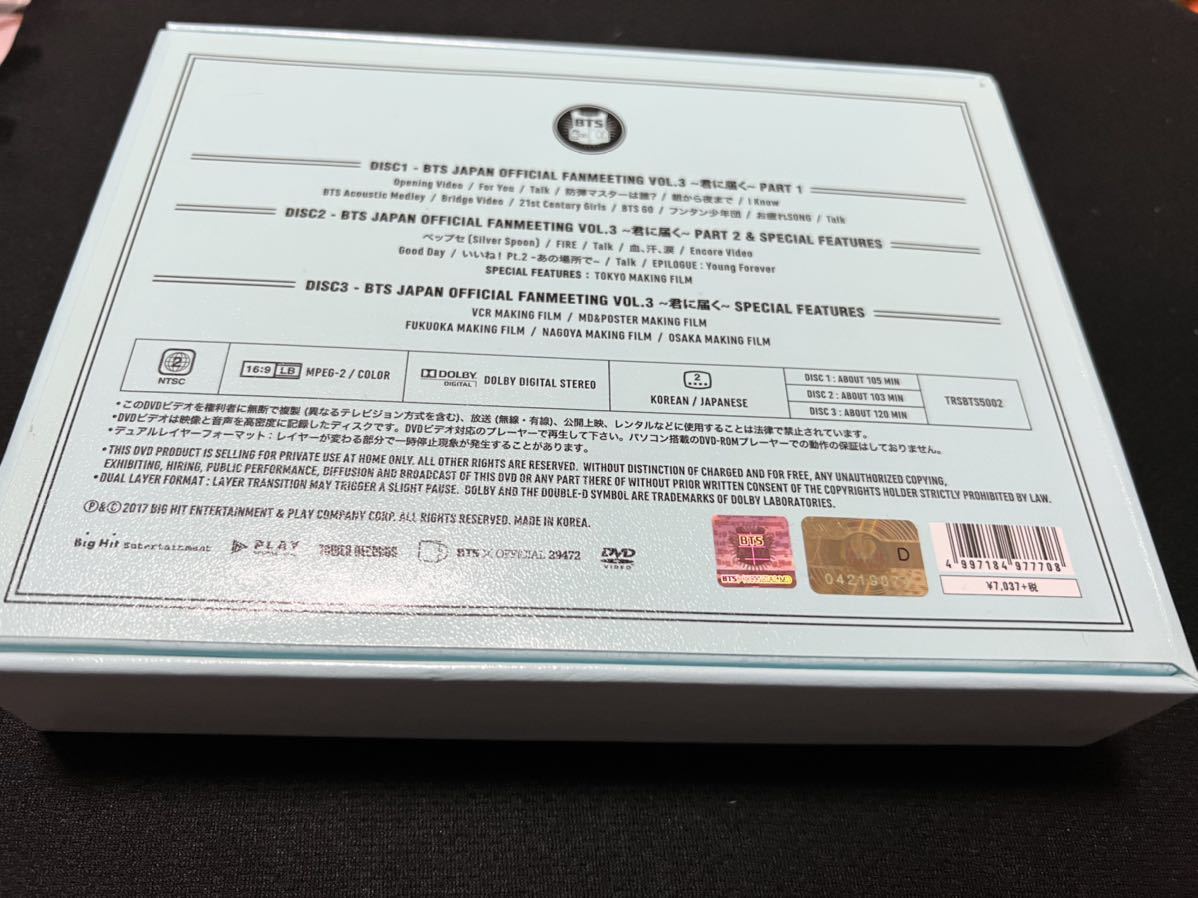 BTS
DISC1 - BTS JAPAN OFFICIAL FANMEETING VOL.3 ~君に届く~ PART 1
Opening Video / For You / Talk / 防弾マスターは誰? / 朝から夜まで / I Know
BTS Acoustic Medley / Bridge Video / 21st Century Girls / BTS GO / フンタン少年団 / お疲れSONG / Talk
DISC2 - BTS JAPAN OFFICIAL FANMEETING VOL.3 ~君に届く~ PART 2 & SPECIAL FEATURES
ペップセ (Silver Spoon) / FIRE / Talk / 血、汗、涙 / Encore Video
Good Day / いいね! Pt.2 -あの場所で- / Talk / EPILOGUE : Young Forever
SPECIAL FEATURES : TOKYO MAKING FILM
DISC3 - BTS JAPAN OFFICIAL FANMEETING VOL.3 ~君に届く~ SPECIAL FEATURES
VCR MAKING FILM / MD&POSTER MAKING FILM
FUKUOKA MAKING FILM / NAGOYA MAKING FILM / OSAKA MAKING FILM
2 NTSC
16:9 LB MPEG-2 / COLOR
DOLBY DIGITAL DOLBY DIGITAL STEREO
2 KOREAN / JAPANESE
DISC 1 : ABOUT 105 MIN
DISC 2 : ABOUT 103 MIN
DISC 3 : ABOUT 120 MIN
TRSBTS5002
•このDVDビデオを権利者に無断で複製 (異なるテレビジョン方式を含む)、放送 (無線・有線)、公開上映、レンタルなどに使用することは法律で禁止されています。
•DVDビデオは映像と音声を高密度に記録したディスクです。DVDビデオ対応のプレーヤーで再生して下さい。パソコン搭載のDVD-ROMプレーヤーでの動作の保証はしておりません。
•デュアルレイヤーフォーマット : レイヤーが変わる部分で一時停止現象が発生することがあります。
•THIS DVD PRODUCT IS SELLING FOR PRIVATE USE AT HOME ONLY. ALL OTHER RIGHTS ARE RESERVED. WITHOUT DISTINCTION OF CHARGED AND FOR FREE, ANY UNAUTHORIZED COPYING,
EXHIBITING, HIRING, PUBLIC PERFORMANCE, DIFFUSION AND BROADCAST OF THIS DVD OR ANY PART THERE OF WITHOUT PRIOR WRITTEN CONSENT OF THE COPYRIGHTS HOLDER STRICTLY PROHIBITED BY LAW.
•DUAL LAYER FORMAT : LAYER TRANSITION MAY TRIGGER A SLIGHT PAUSE. DOLBY AND THE DOUBLE-D SYMBOL ARE TRADEMARKS OF DOLBY LABORATORIES.
Ⓟ&© 2017 BIG HIT ENTERTAINMENT & PLAY COMPANY CORP. ALL RIGHTS RESERVED. MADE IN KOREA.
Big Hit Entertainment PLAY TOWER RECORDS BTS X OFFICIAL 29472 DVD VIDEO
BTS
BTS
D
4 997184 977708
¥7,037+税